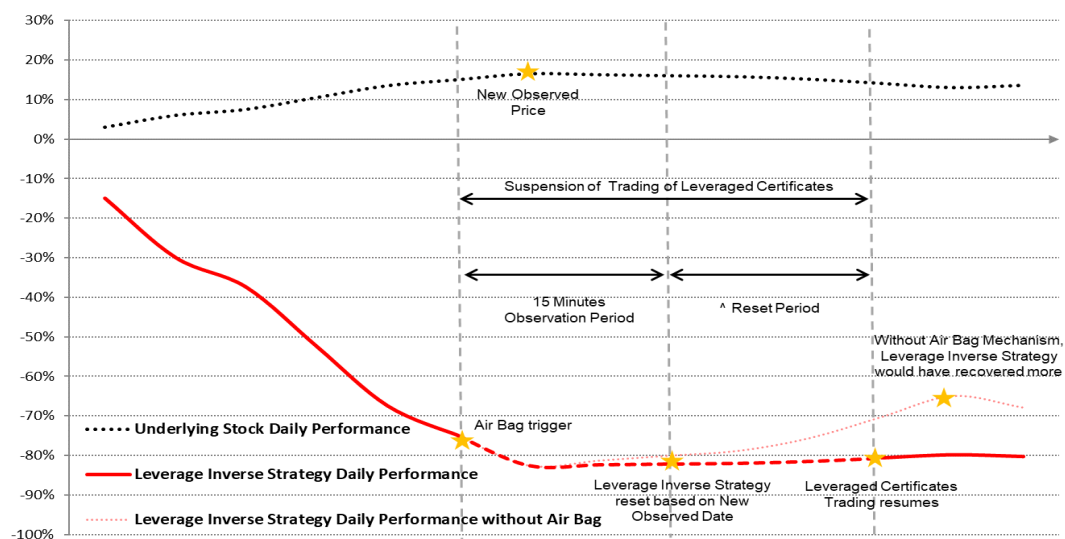 30%
20%
10%
0%
-10%
-20%
-30%
-40%
-50%
-60%
-70%
-80%
-90%
-100%
New Observed
Price
Suspension of Trading of Leveraged Certificates
15 Minutes
Observation Period
^ Reset Period
Without Air Bag Mechanism,
Leverage Inverse Strategy
would have recovered more
Air Bag trigger
Underlying Stock Daily Performance
Leverage Inverse Strategy Daily Performance
Leverage Inverse Strategy Daily Performance without Air Bag
Leverage Inverse Strategy
reset based on New
Observed Date
Leveraged Certificates
Trading resumes